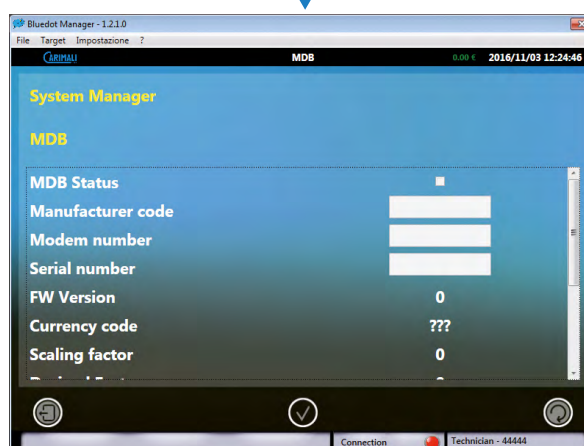 Bluedot Manager - 1.2.1.0
File Target Impostazione ?
CARIMALI MDB 0.00 € 2016/11/03 12:24:46
System Manager
MDB
MDB Status
Manufacturer code
Modem number
Serial number
FW Version 0
Currency code ???
Scaling factor 0
Connection Technician - 44444